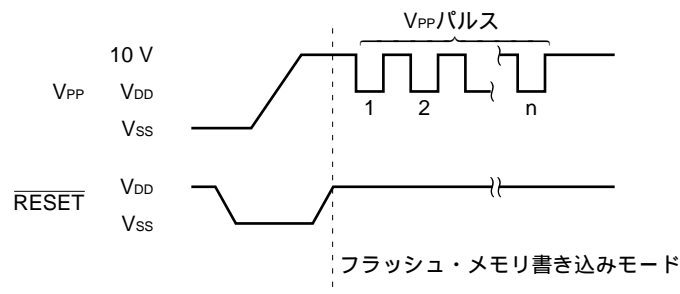 VPPパルス
10 V
VPP VDD
1 2 n
VSS
RESET VDD
VSS
フラッシュ・メモリ書き込みモード